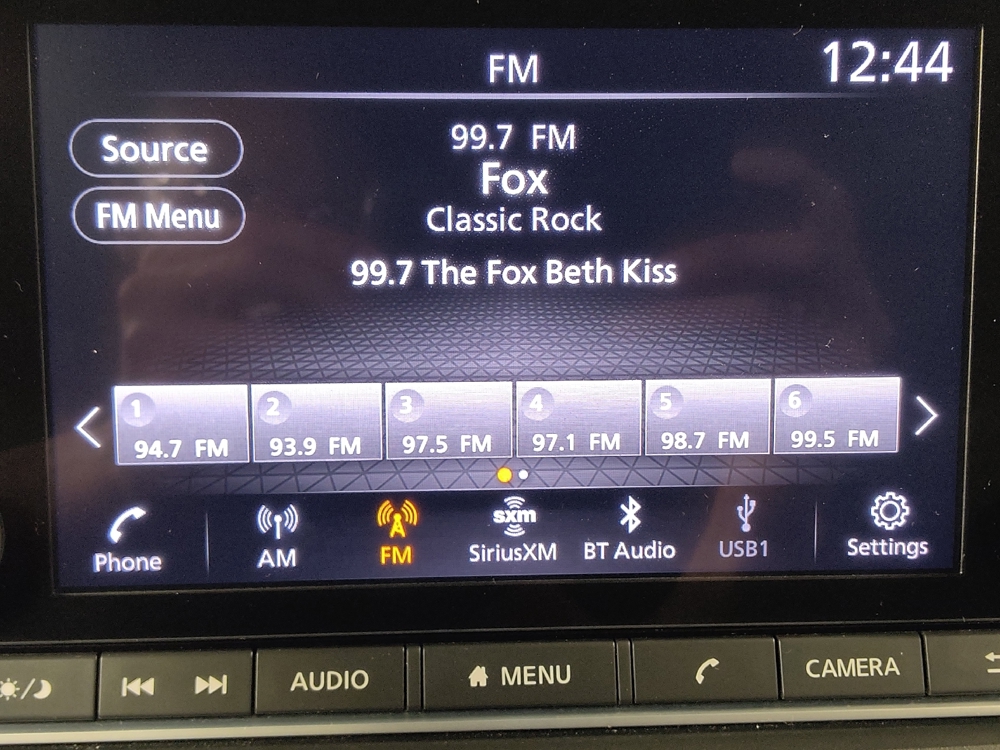 FM 12:44
Source
FM Menu
99.7 FM
Fox
Classic Rock
99.7 The Fox Beth Kiss
1 2 3 4 5 6
94.7 FM 93.9 FM 97.5 FM 97.1 FM 98.7 FM 99.5 FM
sxm
Phone AM FM SiriusXM BT Audio USB1 Settings
AUDIO MENU CAMERA